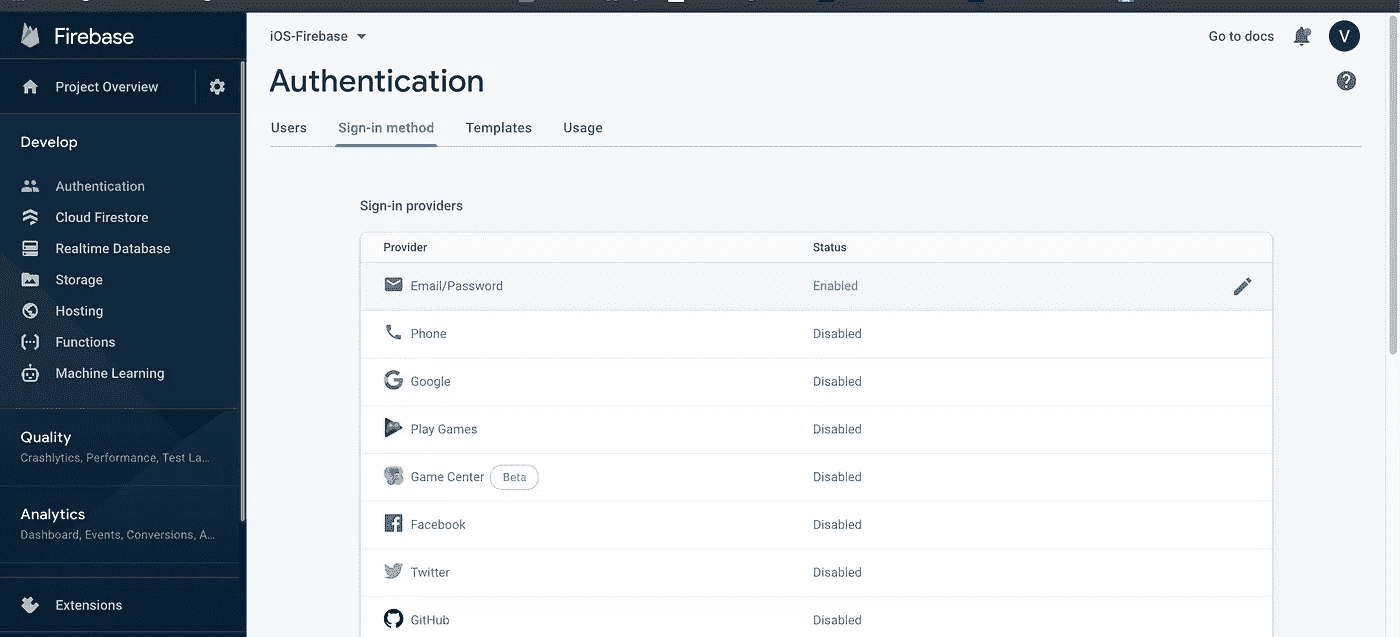 Firebase
Project Overview
Develop
Authentication
Cloud Firestore
Realtime Database
Storage
Hosting
Functions
Machine Learning
Quality
Crashlytics, Performance, Test La...
Analytics
Dashboard, Events, Conversions, A...
Extensions
iOS-Firebase
Go to docs
V
Authentication
Users Sign-in method Templates Usage
Sign-in providers
Provider Status
Email/Password Enabled
Phone Disabled
Google Disabled
Play Games Disabled
Game Center Beta Disabled
Facebook Disabled
Twitter Disabled
GitHub Disabled